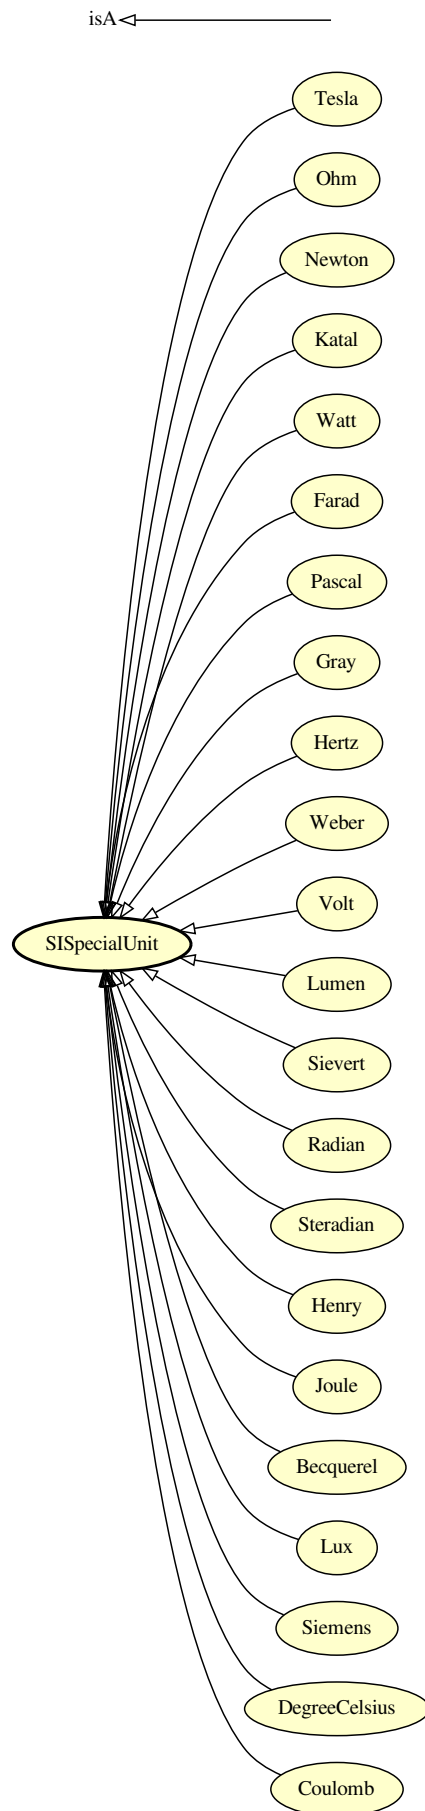 isA
Tesla
Ohm
Newton
Katal
Watt
Farad
Pascal
Gray
Hertz
Weber
Volt
SISpecialUnit
Lumen
Sievert
Radian
Steradian
Henry
Joule
Becquerel
Lux
Siemens
DegreeCelsius
Coulomb